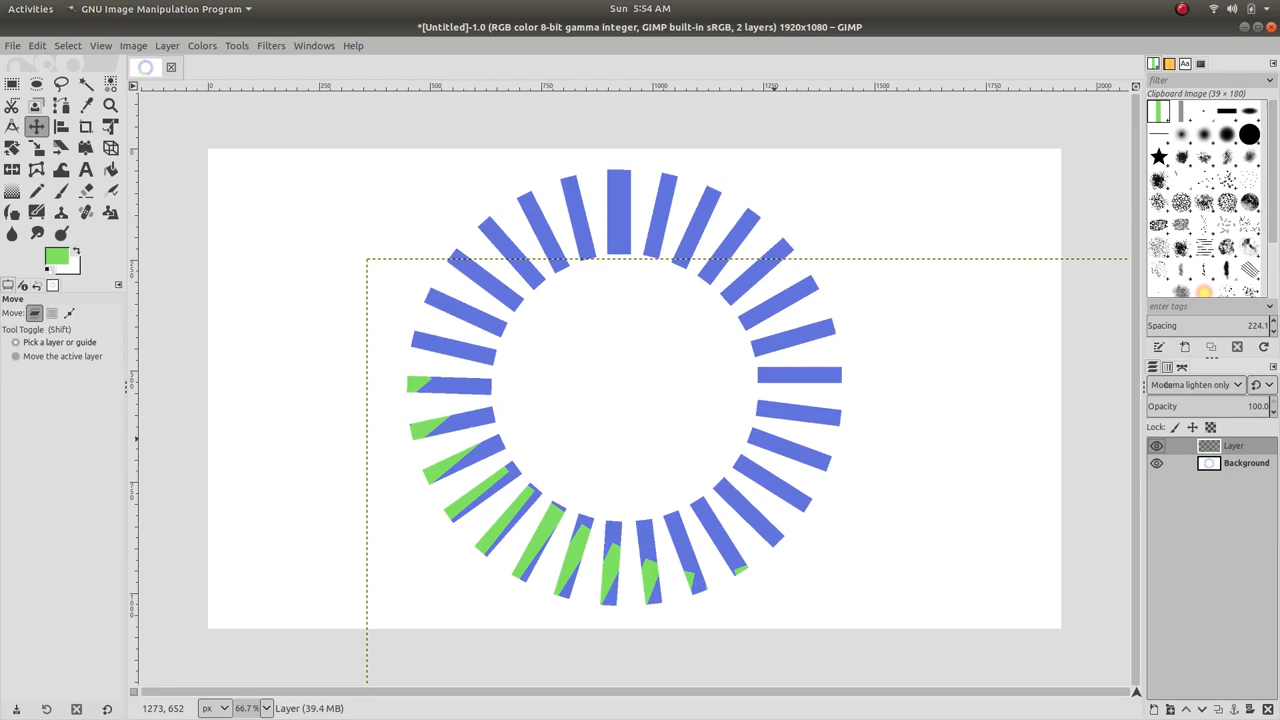 Activities GNU Image Manipulation Program Sun 5:54 AM
*[Untitled]-1.0 (RGB color 8-bit gamma integer, GIMP built-in sRGB, 2 layers) 1920x1080 – GIMP
File Edit Select View Image Layer Colors Tools Filters Windows Help
filter
Clipboard Image (39 × 180)
0 250 500 750 1000 1250 1500 1750 2000
Move
Move:
Tool Toggle (Shift)
Pick a layer or guide
Move the active layer
enter tags
Spacing 224.1
Opacity 100.0
Lock:
Layer
Background
1273, 652 px 66.7% Layer (39.4 MB)